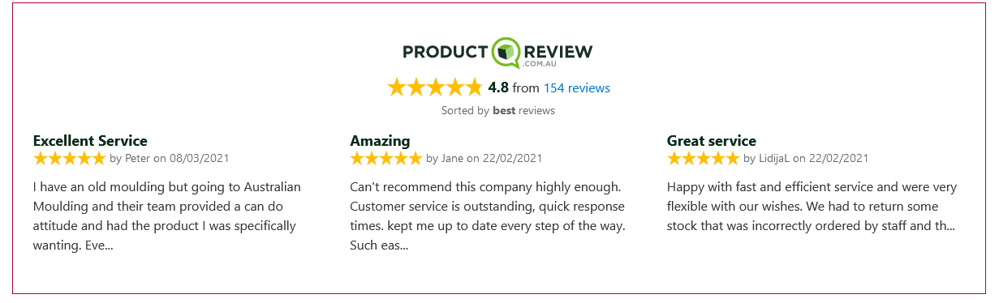 PRODUCT REVIEW
.COM.AU
4.8 from 154 reviews
Sorted by best reviews
Excellent Service
by Peter on 08/03/2021
I have an old moulding but going to Australian
Moulding and their team provided a can do
attitude and had the product I was specifically
wanting. Eve...
Amazing
by Jane on 22/02/2021
Can't recommend this company highly enough.
Customer service is outstanding, quick response
times. kept me up to date every step of the way.
Such eas...
Great service
by LidijaL on 22/02/2021
Happy with fast and efficient service and were very
flexible with our wishes. We had to return some
stock that was incorrectly ordered by staff and th...